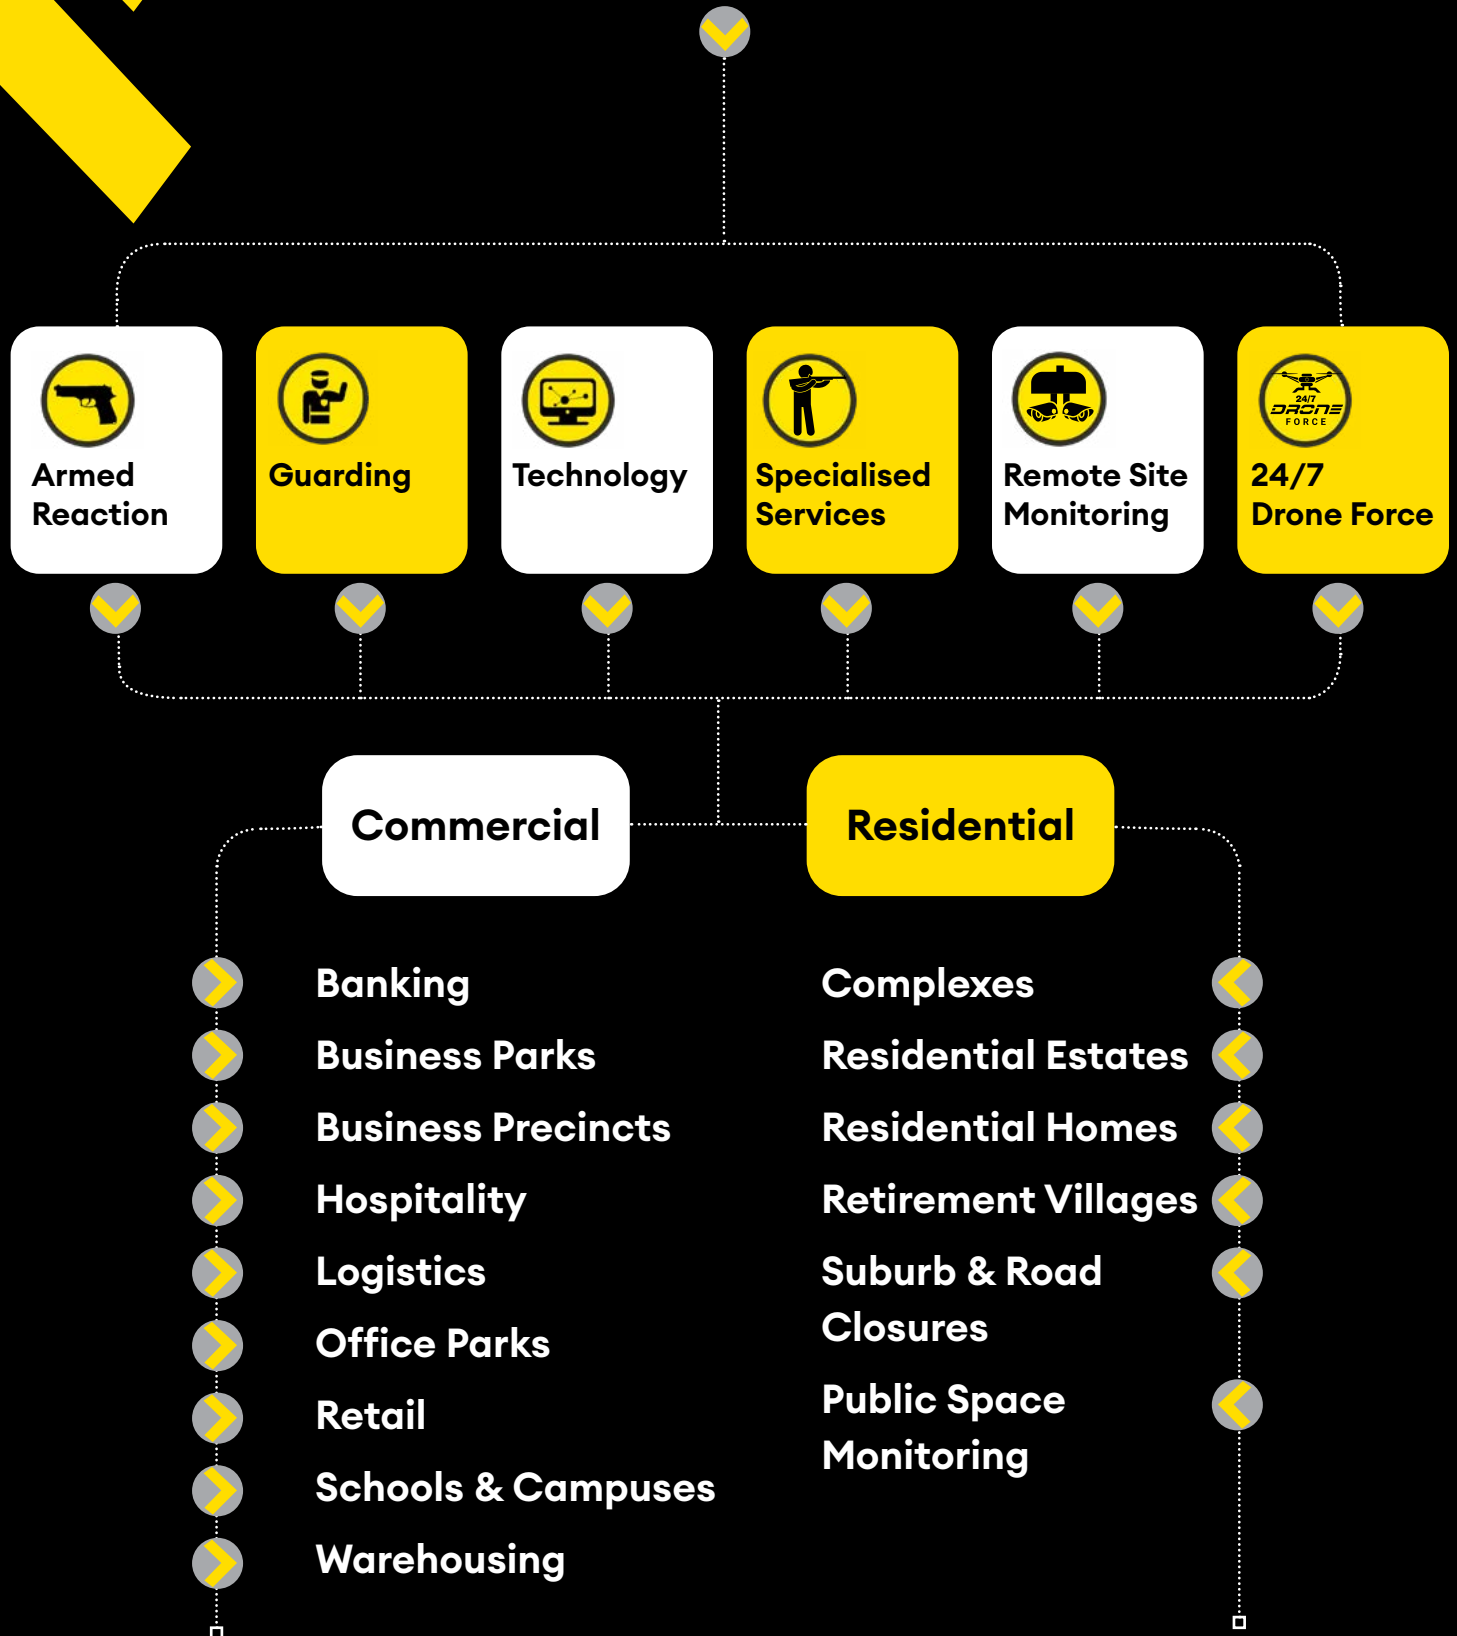 24/7
DRONE
FORCE
Armed
Reaction
Guarding
Technology
Specialised
Services
Remote Site
Monitoring
24/7
Drone Force
Commercial
Residential
Banking
Business Parks
Business Precincts
Hospitality
Logistics
Office Parks
Retail
Schools & Campuses
Warehousing
Complexes
Residential Estates
Residential Homes
Retirement Villages
Suburb & Road
Closures
Public Space
Monitoring